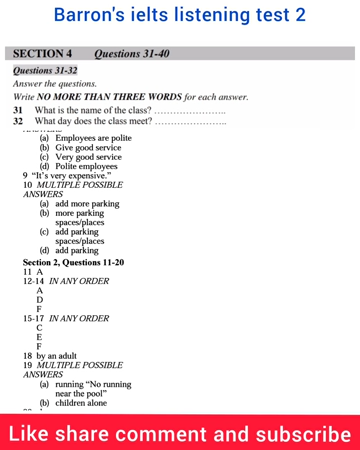 Barron's ielts listening test 2
SECTION 4 Questions 31-40
Questions 31-32
Answer the questions.
Write NO MORE THAN THREE WORDS for each answer.
31 What is the name of the class? ........................
32 What day does the class meet? ........................
(a) Employees are polite
(b) Give good service
(c) Very good service
(d) Polite employees
9 “It's very expensive.”
10 MULTIPLE POSSIBLE
ANSWERS
(a) add more parking
(b) more parking
spaces/places
(c) add parking
spaces/places
(d) add parking
Section 2, Questions 11-20
11 A
12-14 IN ANY ORDER
A
D
F
15-17 IN ANY ORDER
C
E
F
18 by an adult
19 MULTIPLE POSSIBLE
ANSWERS
(a) running “No running
near the pool”
(b) children alone
Like share comment and subscribe